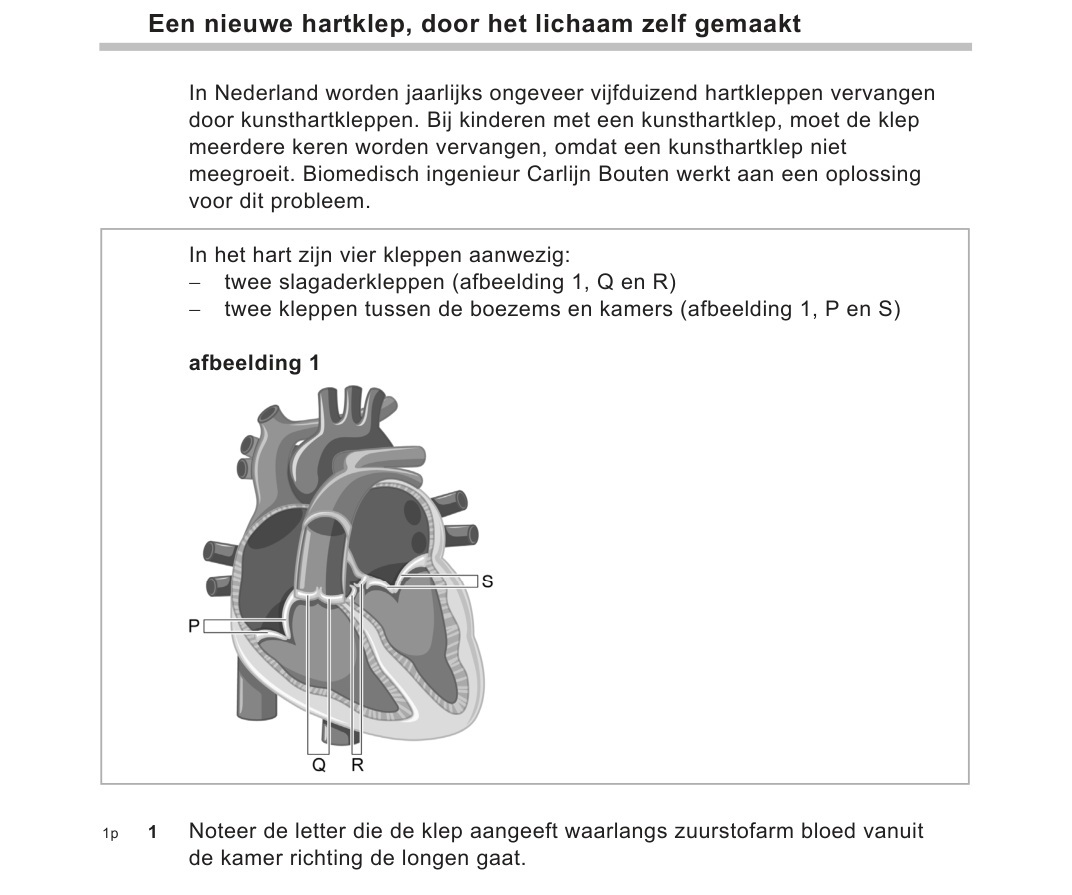 Een nieuwe hartklep, door het lichaam zelf gemaakt
In Nederland worden jaarlijks ongeveer vijfduizend hartkleppen vervangen
door kunsthartkleppen. Bij kinderen met een kunsthartklep, moet de klep
meerdere keren worden vervangen, omdat een kunsthartklep niet
meegroeit. Biomedisch ingenieur Carlijn Bouten werkt aan een oplossing
voor dit probleem.
In het hart zijn vier kleppen aanwezig:
– twee slagaderkleppen (afbeelding 1, Q en R)
– twee kleppen tussen de boezems en kamers (afbeelding 1, P en S)
afbeelding 1
S
P
Q R
1p 1 Noteer de letter die de klep aangeeft waarlangs zuurstofarm bloed vanuit
de kamer richting de longen gaat.